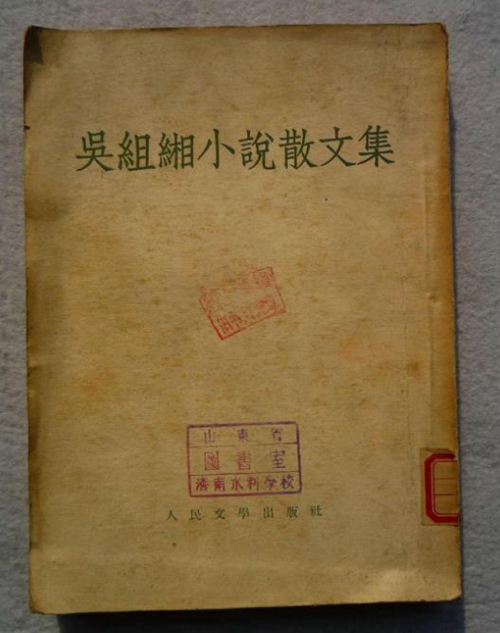 吳組緗小說散文集
山東省
圖書室
濟南水利學校
人民文學出版社